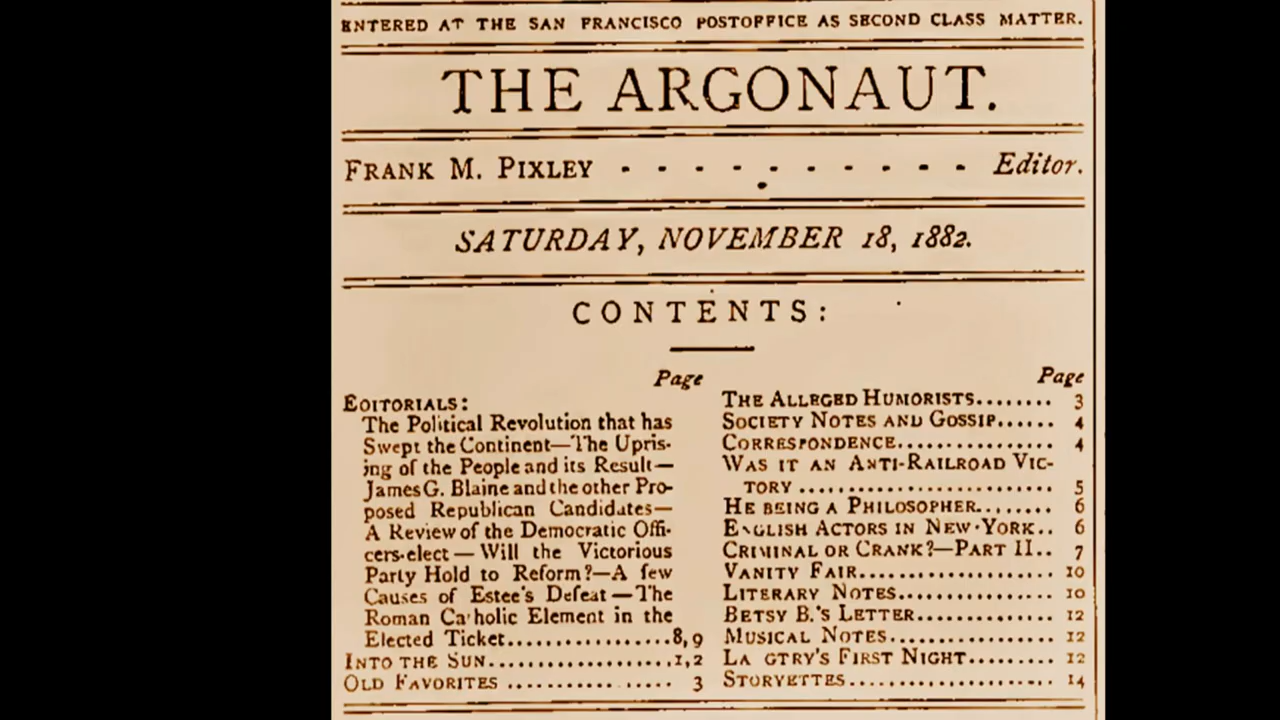 ENTERED AT THE SAN FRANCISCO POSTOFFICE AS SECOND CLASS MATTER.
THE ARGONAUT.
FRANK M. PIXLEY - - - - - - - - - - Editor.
SATURDAY, NOVEMBER 18, 1882.
CONTENTS:
Page
EDITORIALS:
The Political Revolution that has
Swept the Continent—The Upris-
ing of the People and its Result—
James G. Blaine and the other Pro-
posed Republican Candidates—
A Review of the Democratic Offi-
cers-elect—Will the Victorious
Party Hold to Reform?—A few
Causes of Estee's Defeat—The
Roman Catholic Element in the
Elected Ticket..................8, 9
INTO THE SUN....................1, 2
OLD FAVORITES .................. 3
Page
THE ALLEGED HUMORISTS........ 3
SOCIETY NOTES AND GOSSIP...... 4
CORRESPONDENCE................ 4
WAS IT AN ANTI-RAILROAD VIC-
TORY .......................... 5
HE BEING A PHILOSOPHER........ 6
ENGLISH ACTORS IN NEW-YORK.. 6
CRIMINAL OR CRANK?—PART II.. 7
VANITY FAIR.................... 10
LITERARY NOTES................ 10
BETSY B.'S LETTER.............. 12
MUSICAL NOTES................. 12
LA GTRY'S FIRST NIGHT......... 12
STORYETTES..................... 14